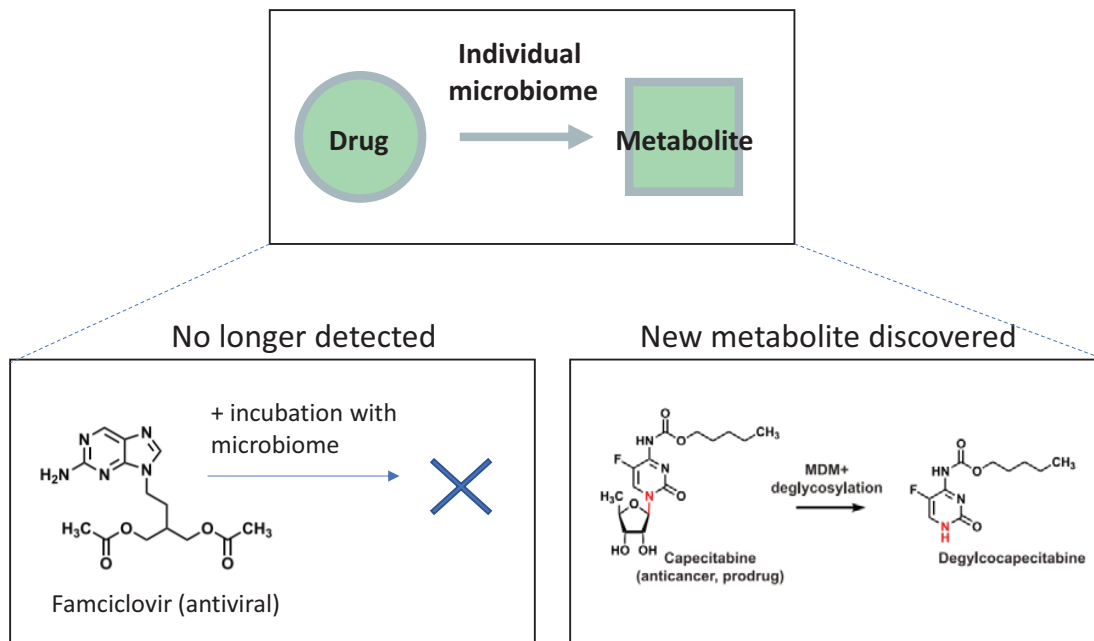 Individual
microbiome
Drug
Metabolite
No longer detected
New metabolite discovered
+ incubation with
microbiome
N
N
N
N
H₂N
CH₃
O
O
O
O
H₃C
Famciclovir (antiviral)
O
HN
O
CH₃
F
N
N
O
H₃C
O
HO
OH
Capecitabine
(anticancer, prodrug)
MDM+
deglycosylation
O
HN
O
CH₃
F
N
N
H
O
Degylcocapecitabine